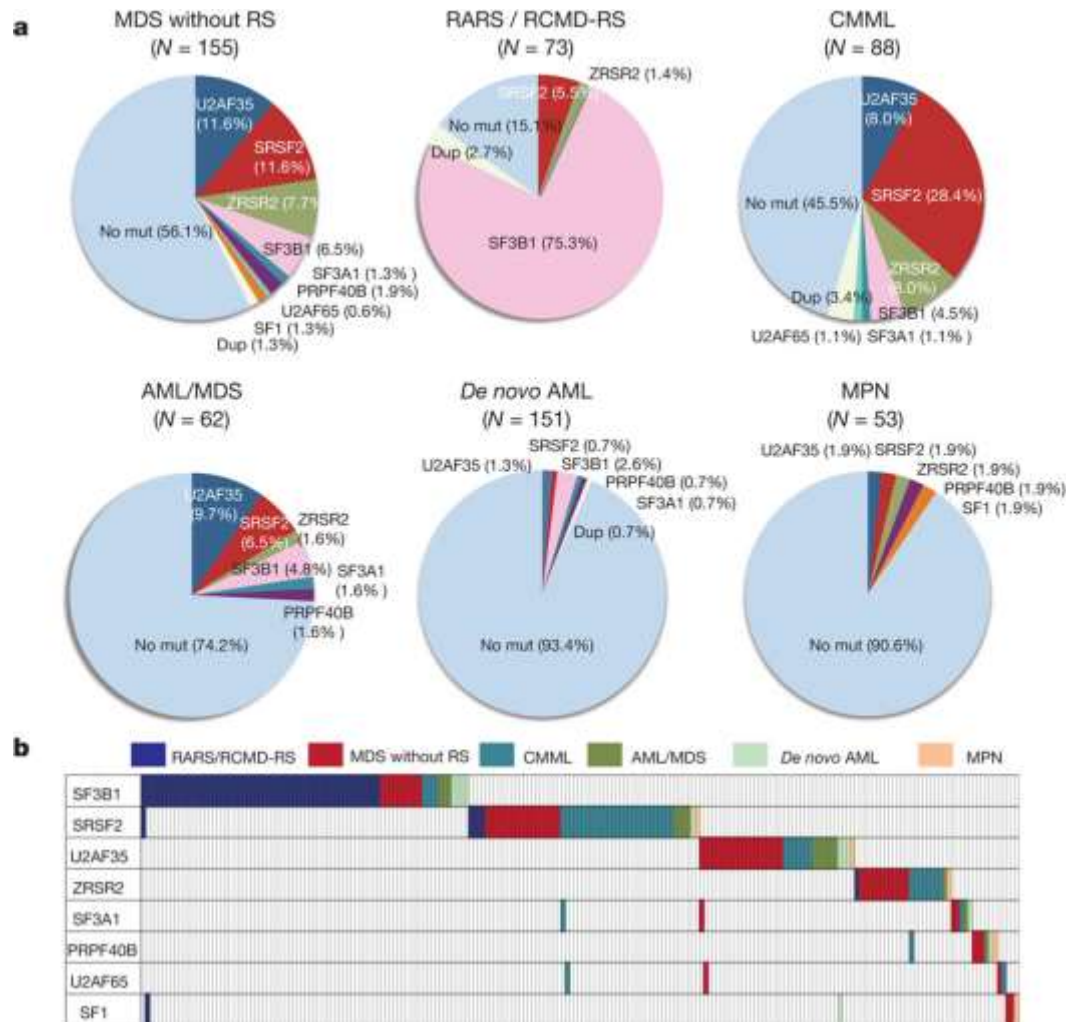 a
MDS without RS
(N = 155)
U2AF35
(11.6%)
SRSF2
(11.6%)
ZRSR2 (7.7%
SF3B1 (6.5%)
SF3A1 (1.3% )
PRPF40B (1.9%)
U2AF65 (0.6%)
SF1 (1.3%)
Dup (1.3%)
No mut (56.1%)
RARS / RCMD-RS
(N = 73)
ZRSR2 (1.4%)
SRSF2 (5.5%
No mut (15.1%)
Dup (2.7%)
SF3B1 (75.3%)
CMML
(N = 88)
U2AF35
(8.0%)
SRSF2 (28.4%)
No mut (45.5%)
ZRSR2
(8.0%)
Dup (3.4%)
SF3B1 (4.5%)
U2AF65 (1.1%)
SF3A1 (1.1% )
AML/MDS
(N = 62)
U2AF35
(9.7%)
SRSF2
(6.5%)
ZRSR2
(1.6%)
SF3B1 (4.8%)
SF3A1
(1.6% )
PRPF40B
(1.6% )
No mut (74.2%)
De novo AML
(N = 151)
SRSF2 (0.7%)
U2AF35 (1.3%)
SF3B1 (2.6%)
PRPF40B (0.7%)
SF3A1 (0.7%)
Dup (0.7%)
No mut (93.4%)
MPN
(N = 53)
U2AF35 (1.9%)
SRSF2 (1.9%)
ZRSR2 (1.9%)
PRPF40B (1.9%)
SF1 (1.9%)
No mut (90.6%)
b
RARS/RCMD-RS
MDS without RS
CMML
AML/MDS
De novo AML
MPN
SF3B1
SRSF2
U2AF35
ZRSR2
SF3A1
PRPF40B
U2AF65
SF1